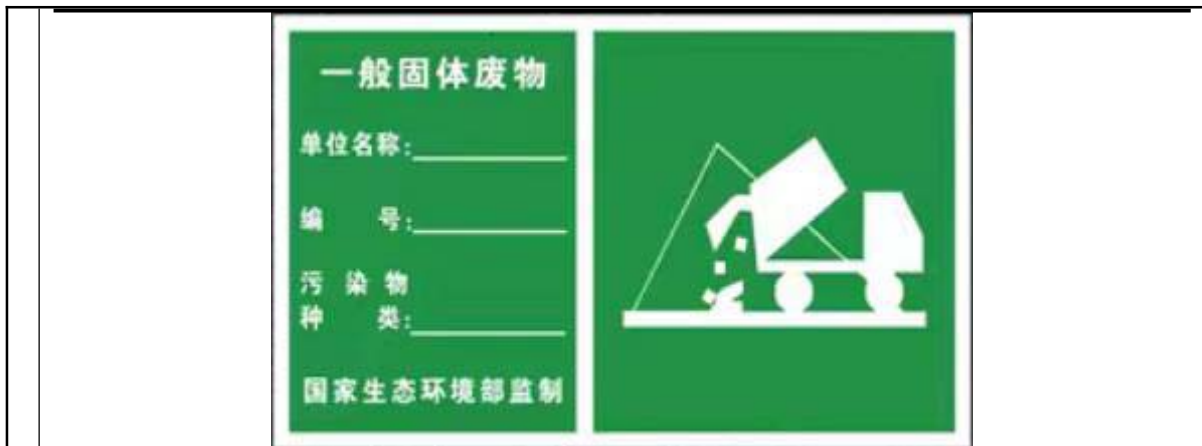 一般固体废物
单位名称:
编 号:
污 染 物
种 类:
国家生态环境部监制